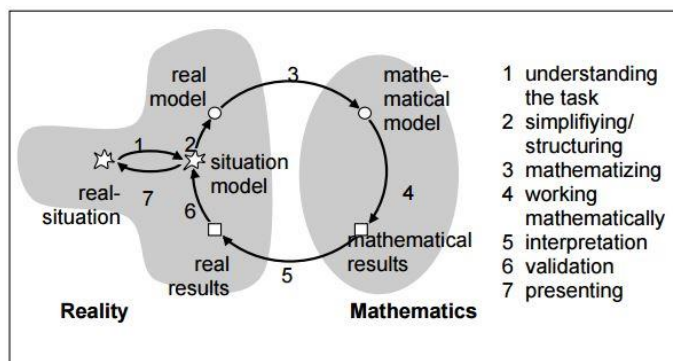 real
model
3
mathe-
matical
model
1
2
situation
model
7
real-
situation
6
4
mathematical
results
real
results
5
Reality
Mathematics
1 understanding
the task
2 simplifiying/
structuring
3 mathematizing
4 working
mathematically
5 interpretation
6 validation
7 presenting